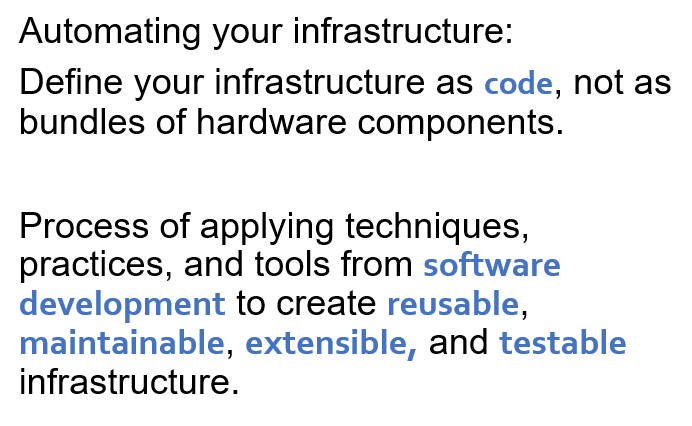 Automating your infrastructure:
Define your infrastructure as code, not as
bundles of hardware components.
Process of applying techniques,
practices, and tools from software
development to create reusable,
maintainable, extensible, and testable
infrastructure.